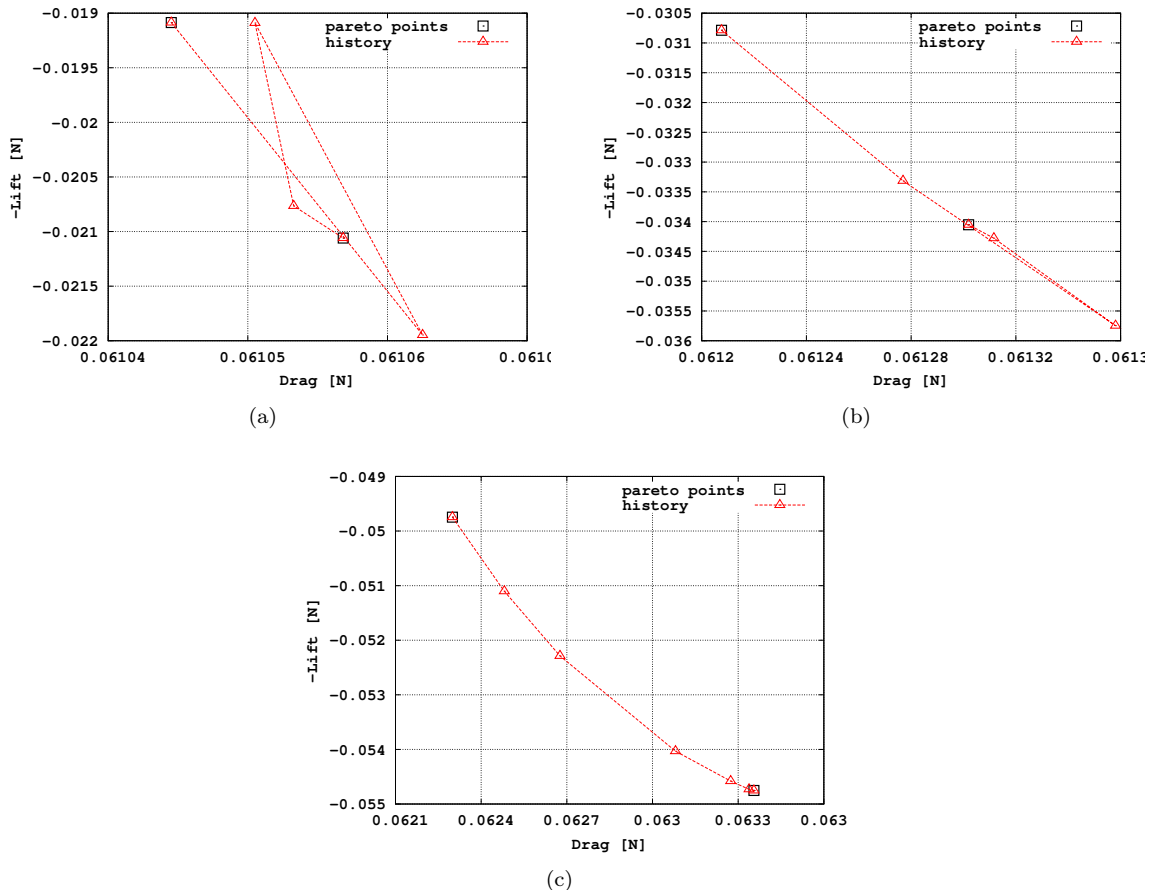 pareto points
history
−0.019
−0.0195
−0.02
−0.0205
−0.021
−0.0215
−0.022
−Lift [N]
0.06104 0.06105 0.06106 0.0610
Drag [N]
(a)
pareto points
history
−0.0305
−0.031
−0.0315
−0.032
−0.0325
−0.033
−0.0335
−0.034
−0.0345
−0.035
−0.0355
−0.036
−Lift [N]
0.0612 0.06124 0.06128 0.06132 0.0613
Drag [N]
(b)
pareto points
history
−0.049
−0.05
−0.051
−0.052
−0.053
−0.054
−0.055
−Lift [N]
0.0621 0.0624 0.0627 0.063 0.0633 0.063
Drag [N]
(c)